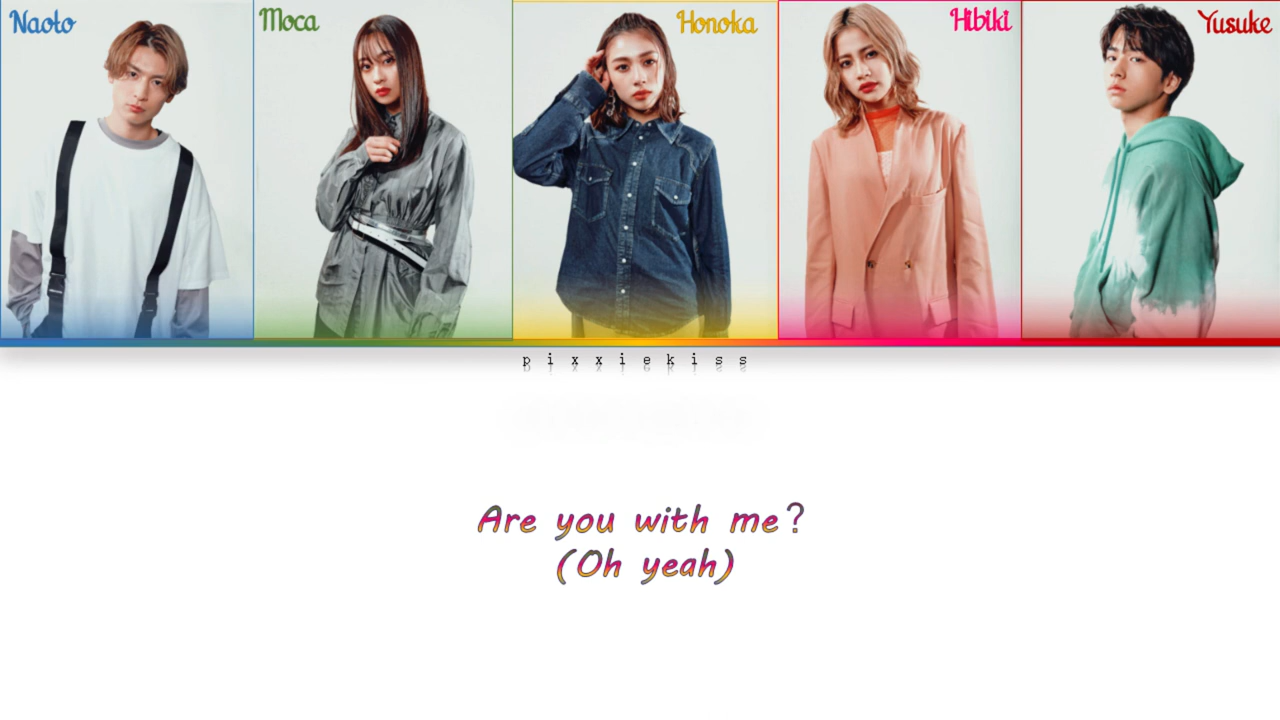 Naoto
Moca
Honoka
Hibiki
Yusuke
pixxiekiss
Are you with me?
(Oh yeah)